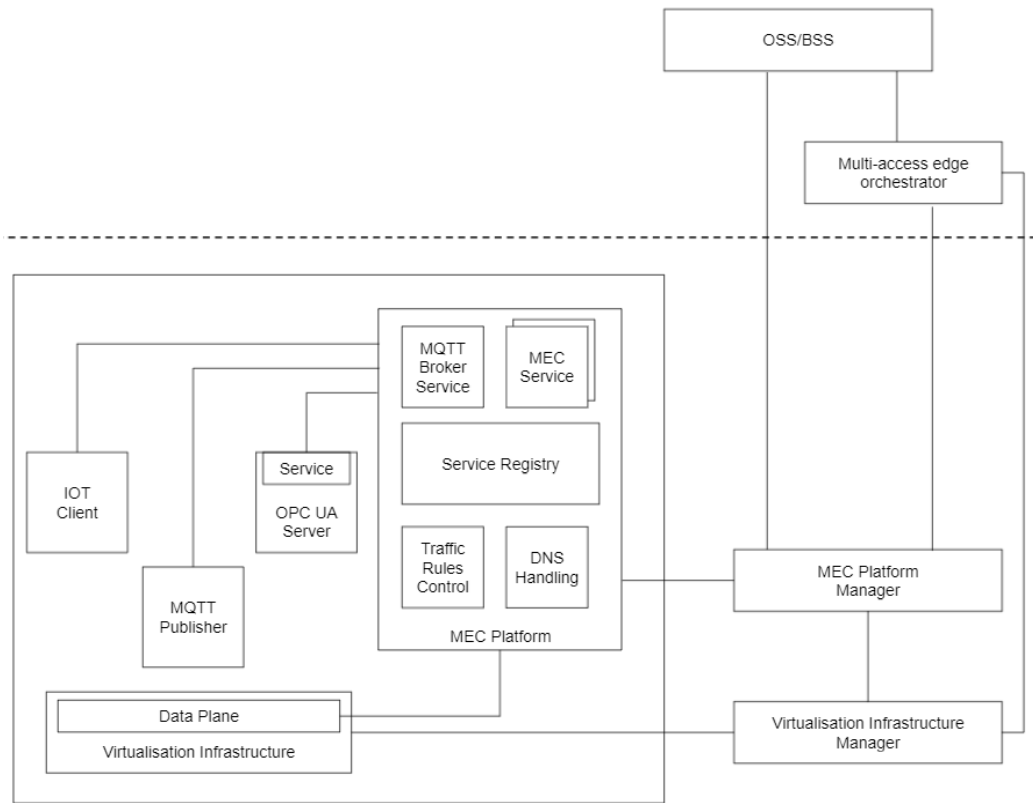 OSS/BSS
Multi-access edge
orchestrator
MQTT
Broker
Service
MEC
Service
Service Registry
Service
OPC UA
Server
IOT
Client
Traffic
Rules
Control
DNS
Handling
MEC Platform
MEC Platform
Manager
MQTT
Publisher
Data Plane
Virtualisation Infrastructure
Virtualisation Infrastructure
Manager